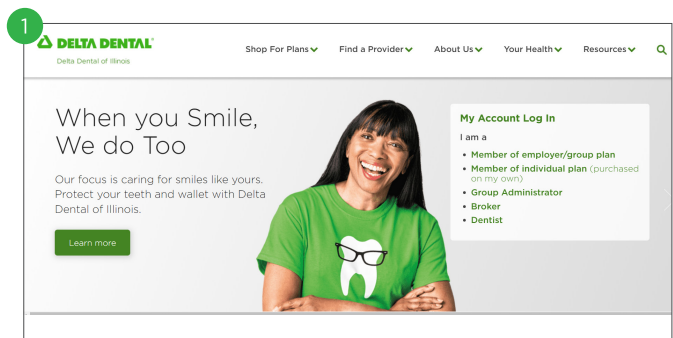 1
DELTA DENTAL®
Delta Dental of Illinois
Shop For Plans Find a Provider About Us Your Health Resources
When you Smile,
We do Too
Our focus is caring for smiles like yours.
Protect your teeth and wallet with Delta
Dental of Illinois.
Learn more
My Account Log In
I am a
• Member of employer/group plan
• Member of individual plan (purchased
on my own)
• Group Administrator
• Broker
• Dentist